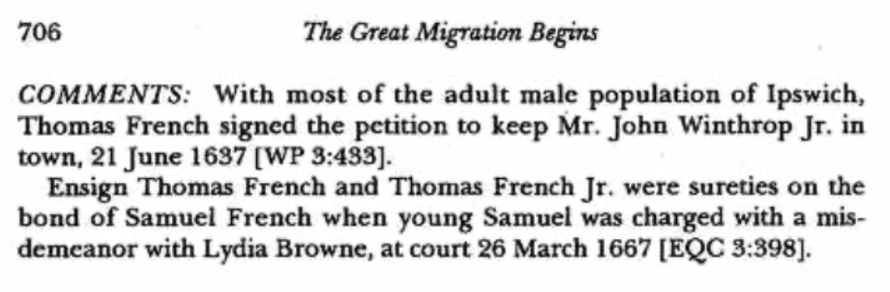 706 The Great Migration Begins
COMMENTS: With most of the adult male population of Ipswich,
Thomas French signed the petition to keep Mr. John Winthrop Jr. in
town, 21 June 1637 [WP 3:433].
Ensign Thomas French and Thomas French Jr. were sureties on the
bond of Samuel French when young Samuel was charged with a mis-
demeanor with Lydia Browne, at court 26 March 1667 [EQC 3:398].